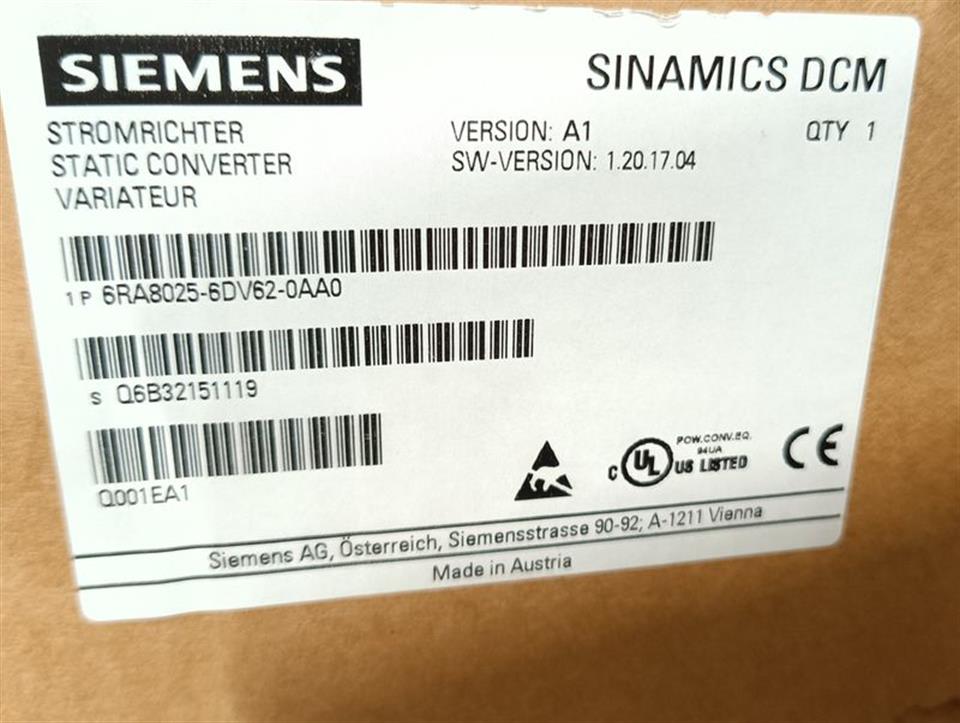 SIEMENS
SINAMICS DCM
STROMRICHTER
STATIC CONVERTER
VARIATEUR
VERSION: A1
SW-VERSION: 1.20.17.04
QTY 1
1P 6RA8025-6DV62-0AA0
S Q6B32151119
Q001EA1
C UL US LISTED
POW.CONV.EQ.
94UA
CE
Siemens AG, Österreich, Siemensstrasse 90-92; A-1211 Vienna
Made in Austria